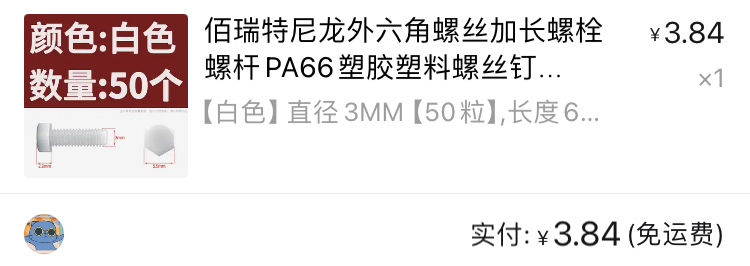 颜色:白色
数量:50个
佰瑞特尼龙外六角螺丝加长螺栓
螺杆PA66塑胶塑料螺丝钉...
¥3.84
×1
【白色】直径3MM【50粒】,长度6...
实付:¥3.84(免运费)